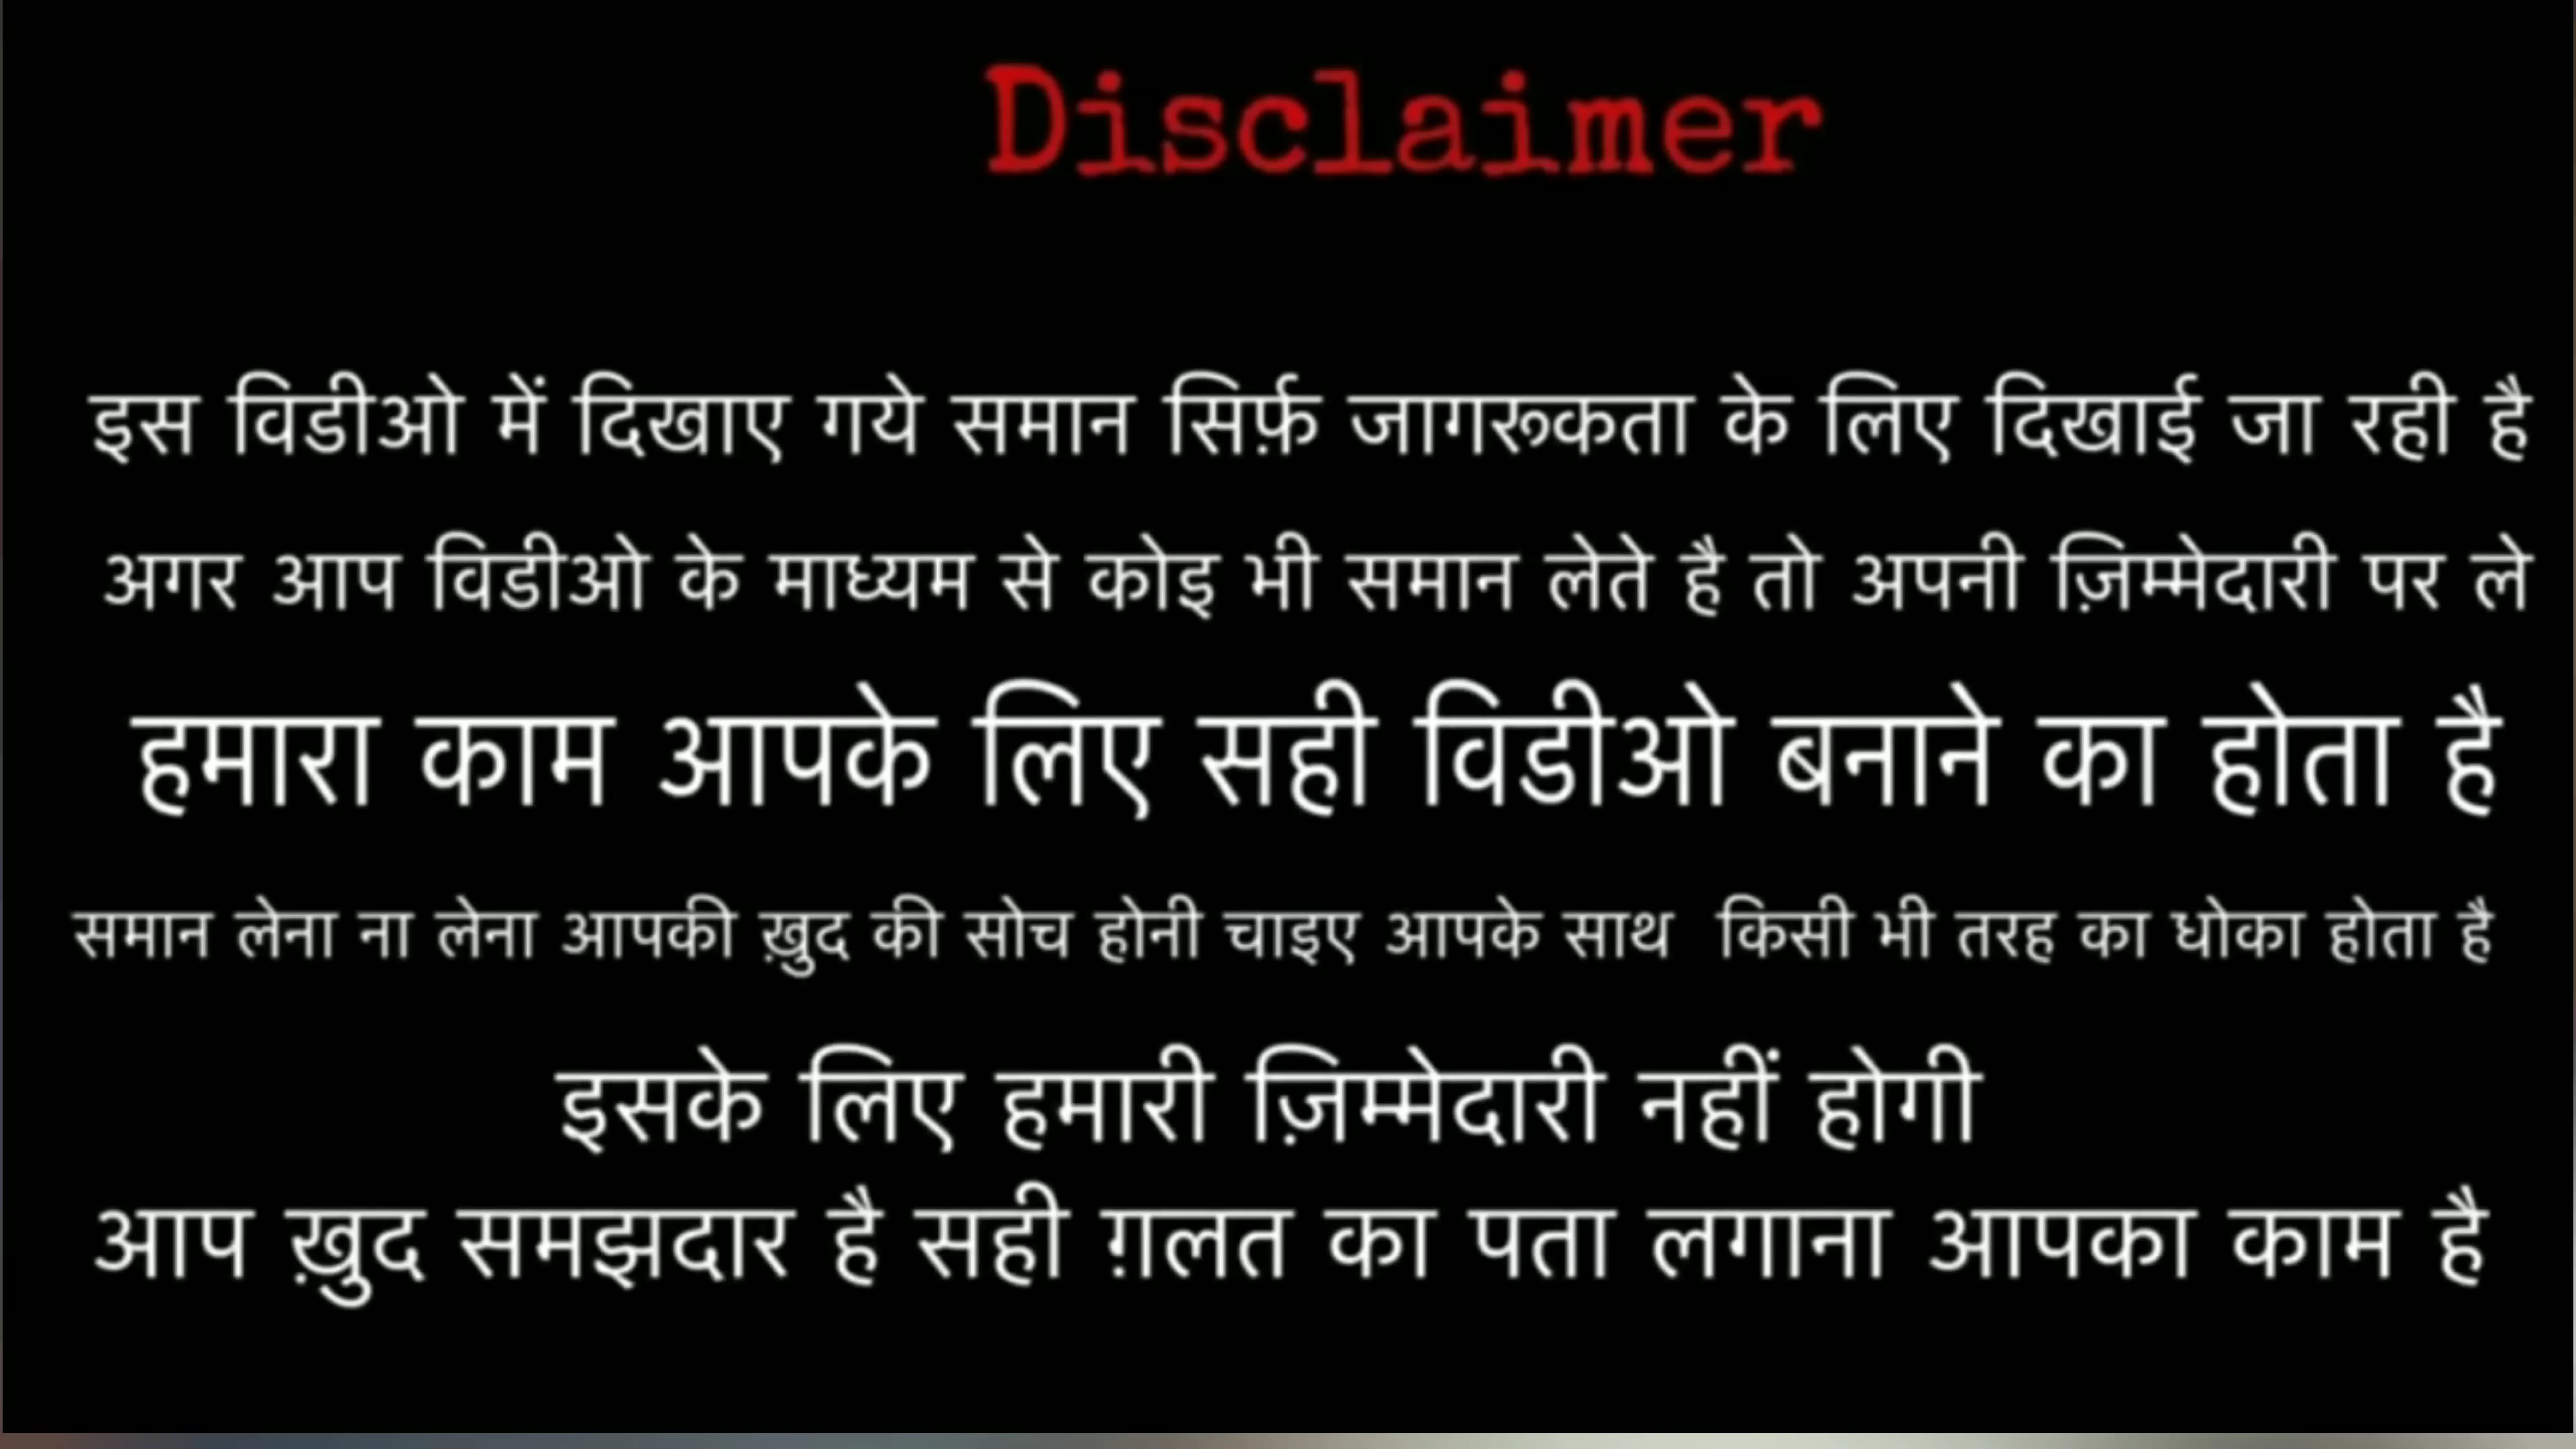 Disclaimer
इस विडीओ में दिखाए गये समान सिर्फ़ जागरूकता के लिए दिखाई जा रही है
अगर आप विडीओ के माध्यम से कोइ भी समान लेते है तो अपनी ज़िम्मेदारी पर ले
हमारा काम आपके लिए सही विडीओ बनाने का होता है
समान लेना ना लेना आपकी ख़ुद की सोच होनी चाइए आपके साथ किसी भी तरह का धोका होता है
इसके लिए हमारी ज़िम्मेदारी नहीं होगी
आप ख़ुद समझदार है सही ग़लत का पता लगाना आपका काम है